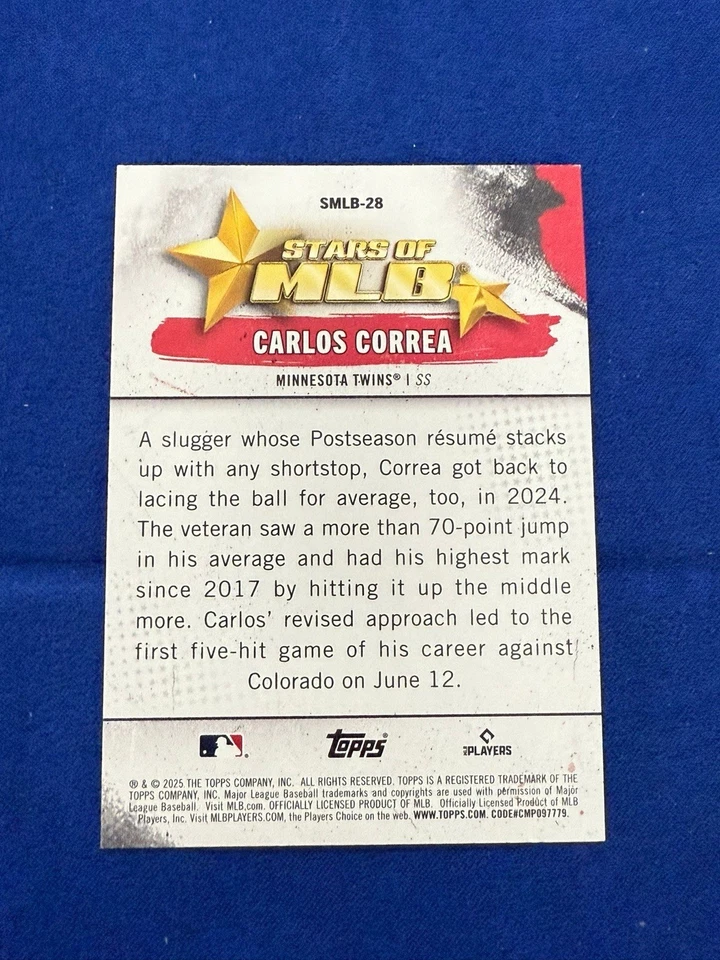 SMLB-28
STARS OF
MLB®
CARLOS CORREA
MINNESOTA TWINS® | SS
A slugger whose Postseason résumé stacks
up with any shortstop, Correa got back to
lacing the ball for average, too, in 2024.
The veteran saw a more than 70-point jump
in his average and had his highest mark
since 2017 by hitting it up the middle
more. Carlos' revised approach led to the
first five-hit game of his career against
Colorado on June 12.
Topps®
MLB PLAYERS
® & © 2025 THE TOPPS COMPANY, INC. ALL RIGHTS RESERVED. TOPPS IS A REGISTERED TRADEMARK OF THE
TOPPS COMPANY, INC. Major League Baseball trademarks and copyrights are used with permission of Major
League Baseball. Visit MLB.com. OFFICIALLY LICENSED PRODUCT OF MLB. Officially Licensed Product of MLB
Players, Inc. Visit MLBPLAYERS.COM, the Players Choice on the web. WWW.TOPPS.COM. CODE#CMP097779.